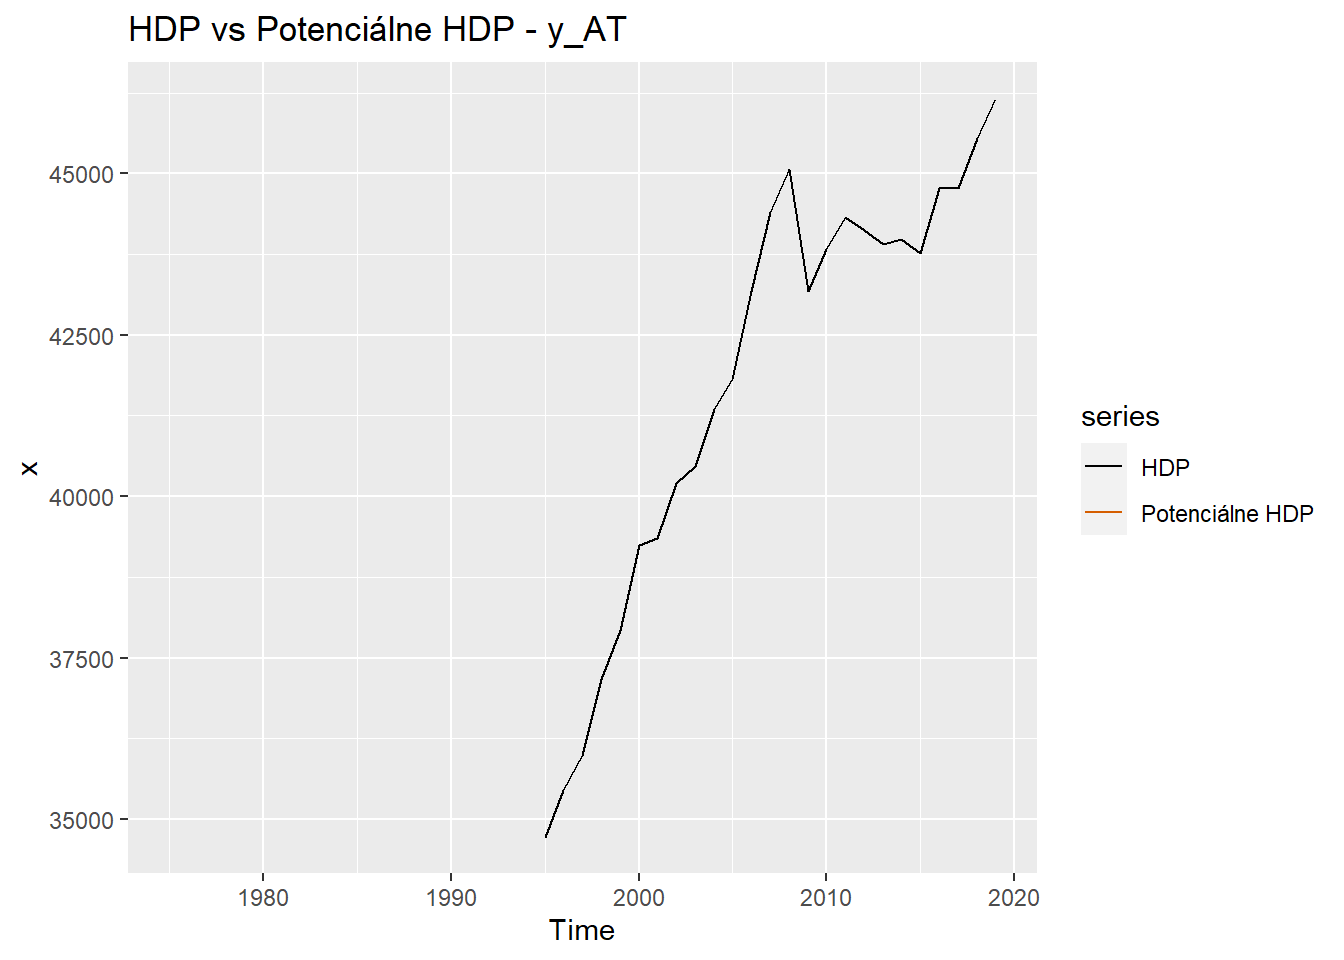 HDP vs Potenciálne HDP - y_AT
45000
42500
40000
37500
35000
x
1980
1990
2000
2010
2020
Time
series
HDP
Potenciálne HDP